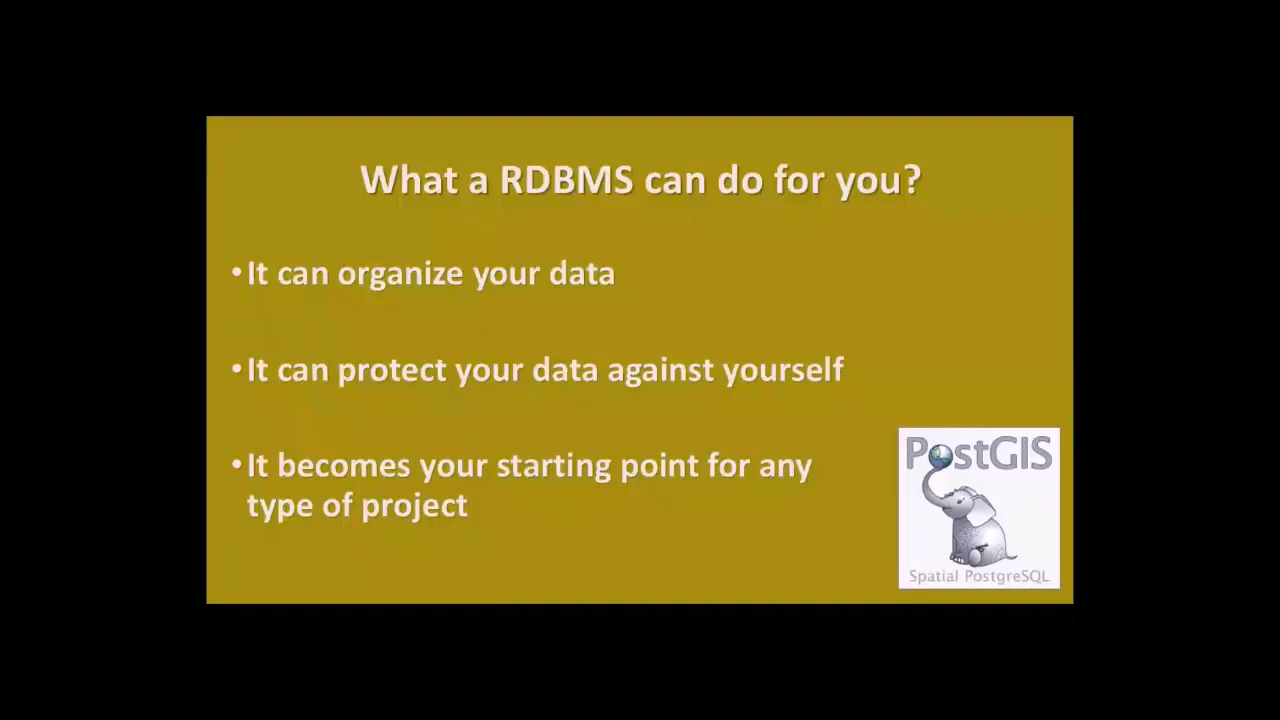 What a RDBMS can do for you?
• It can organize your data
• It can protect your data against yourself
• It becomes your starting point for any
type of project
PostGIS
Spatial PostgreSQL